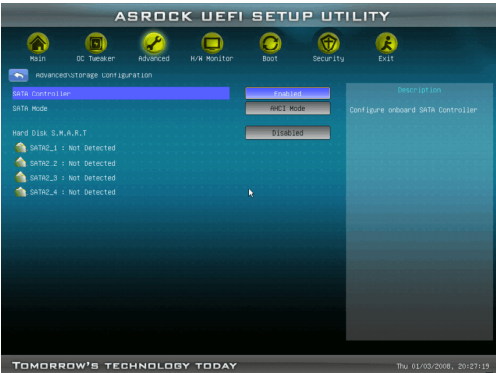 ASROCK UEFI SETUP UTILITY
Main OC Tweaker Advanced H/W Monitor Boot Security Exit
Advanced\Storage Configuration
SATA Controller Enabled
SATA Mode AHCI Mode
Hard Disk S.M.A.R.T Disabled
SATA2_1 : Not Detected
SATA2_2 : Not Detected
SATA2_3 : Not Detected
SATA2_4 : Not Detected
Description
Configure onboard SATA Controller
TOMORROW'S TECHNOLOGY TODAY
Thu 01/03/2008, 20:27:19